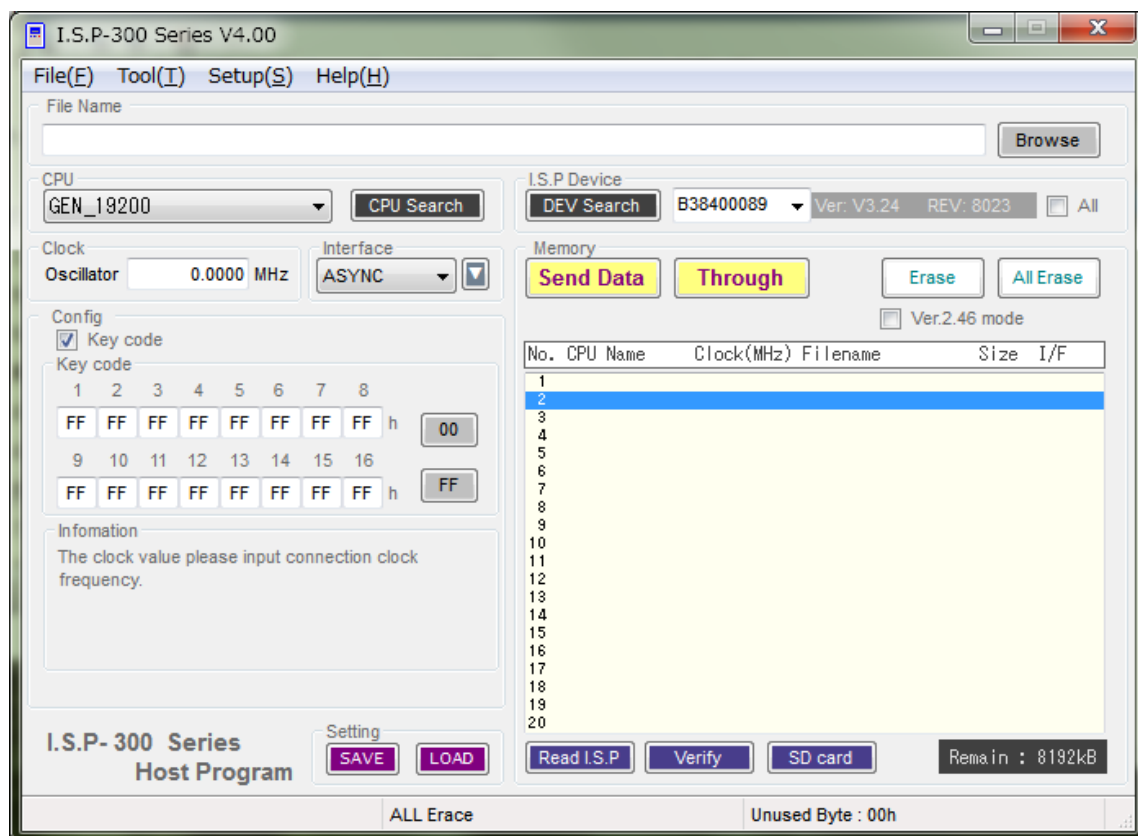 I.S.P-300 Series V4.00
File(F) Tool(T) Setup(S) Help(H)
File Name
Browse
CPU
GEN_19200
CPU Search
I.S.P Device
DEV Search
B38400089
Ver: V3.24 REV: 8023
All
Clock
Oscillator 0.0000 MHz
Interface
ASYNC
Memory
Send Data
Through
Erase
All Erase
Ver.2.46 mode
Config
Key code
Key code
1 2 3 4 5 6 7 8
FF FF FF FF FF FF FF FF h
00
9 10 11 12 13 14 15 16
FF FF FF FF FF FF FF FF h
FF
Infomation
The clock value please input connection clock
frequency.
No. CPU Name Clock(MHz) Filename Size I/F
1
2
3
4
5
6
7
8
9
10
11
12
13
14
15
16
17
18
19
20
I.S.P- 300 Series
Host Program
Setting
SAVE
LOAD
Read I.S.P
Verify
SD card
Remain : 8192kB
ALL Erace
Unused Byte : 00h